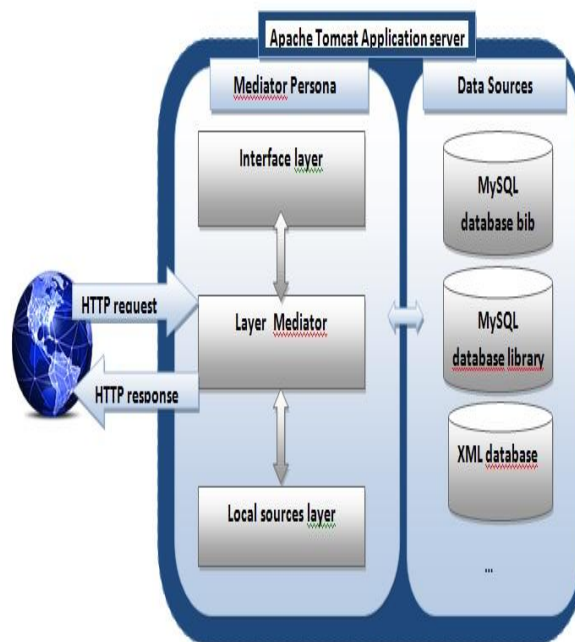 Apache Tomcat Application server
Mediator Persona
Data Sources
Interface layer
MySQL
database bib
HTTP request
Layer Mediator
MySQL
database library
HTTP response
XML database
Local sources layer
...